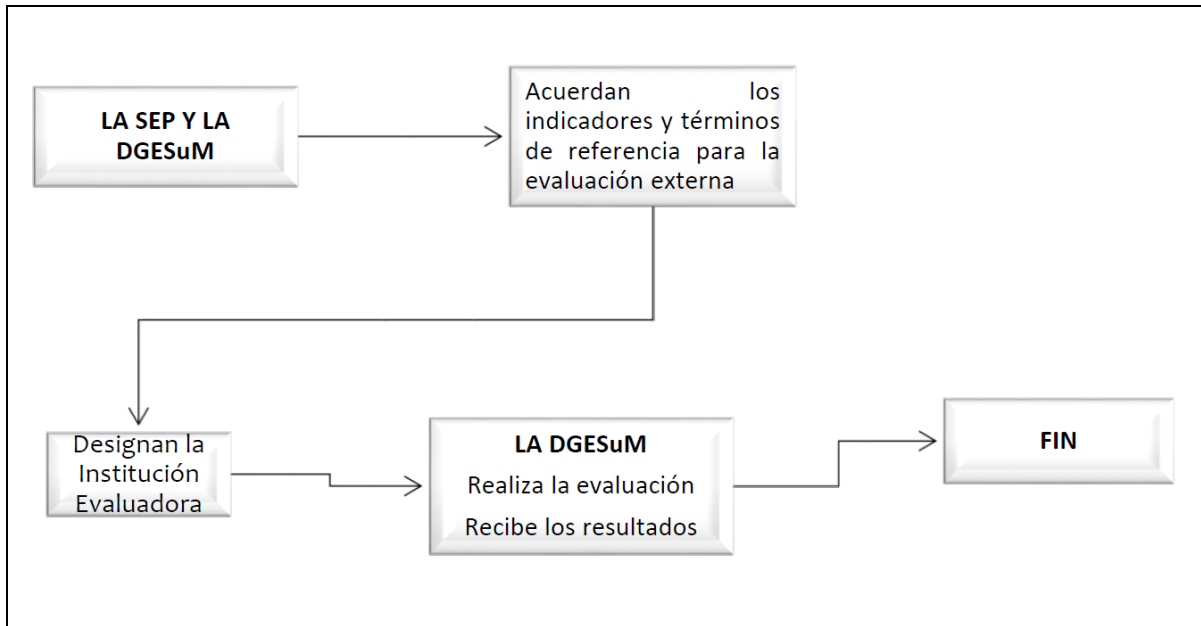 LA SEP Y LA
DGESuM
Acuerdan los
indicadores y términos
de referencia para la
evaluación externa
Designan la
Institución
Evaluadora
LA DGESuM
Realiza la evaluación
Recibe los resultados
FIN